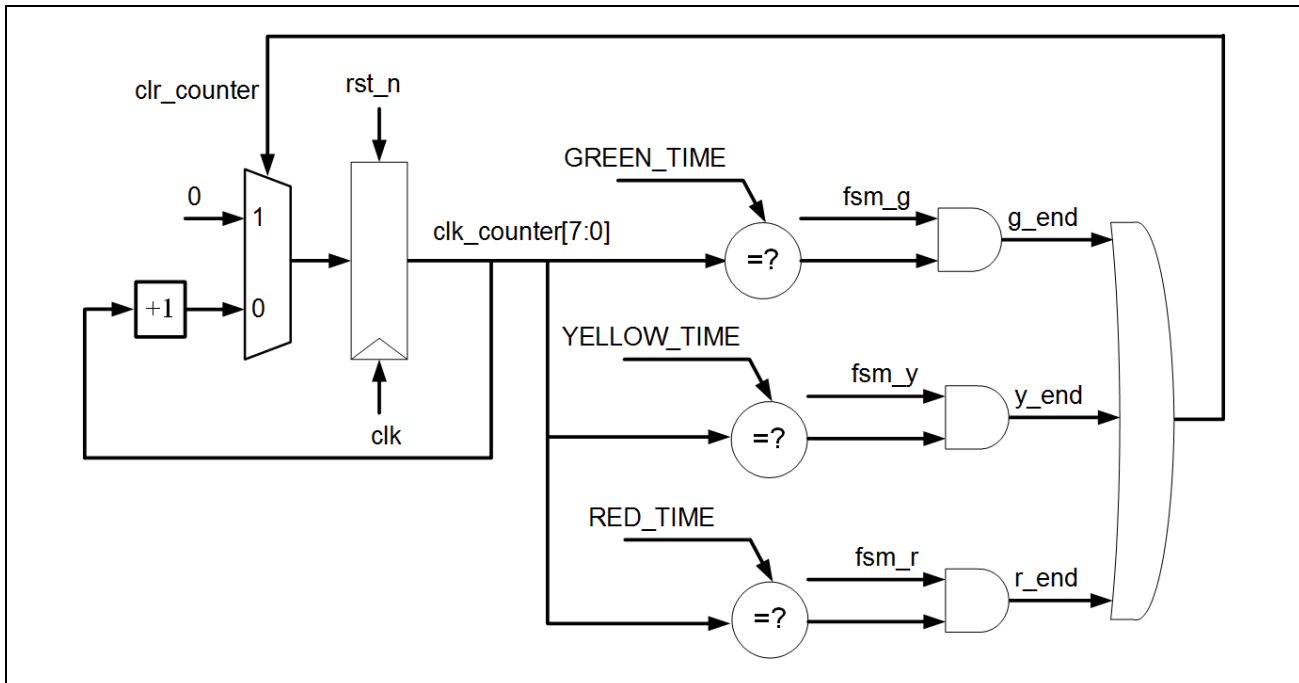 clr_counter
rst_n
0
1
+1
0
clk
clk_counter[7:0]
GREEN_TIME
=?
fsm_g
g_end
YELLOW_TIME
=?
fsm_y
y_end
RED_TIME
=?
fsm_r
r_end